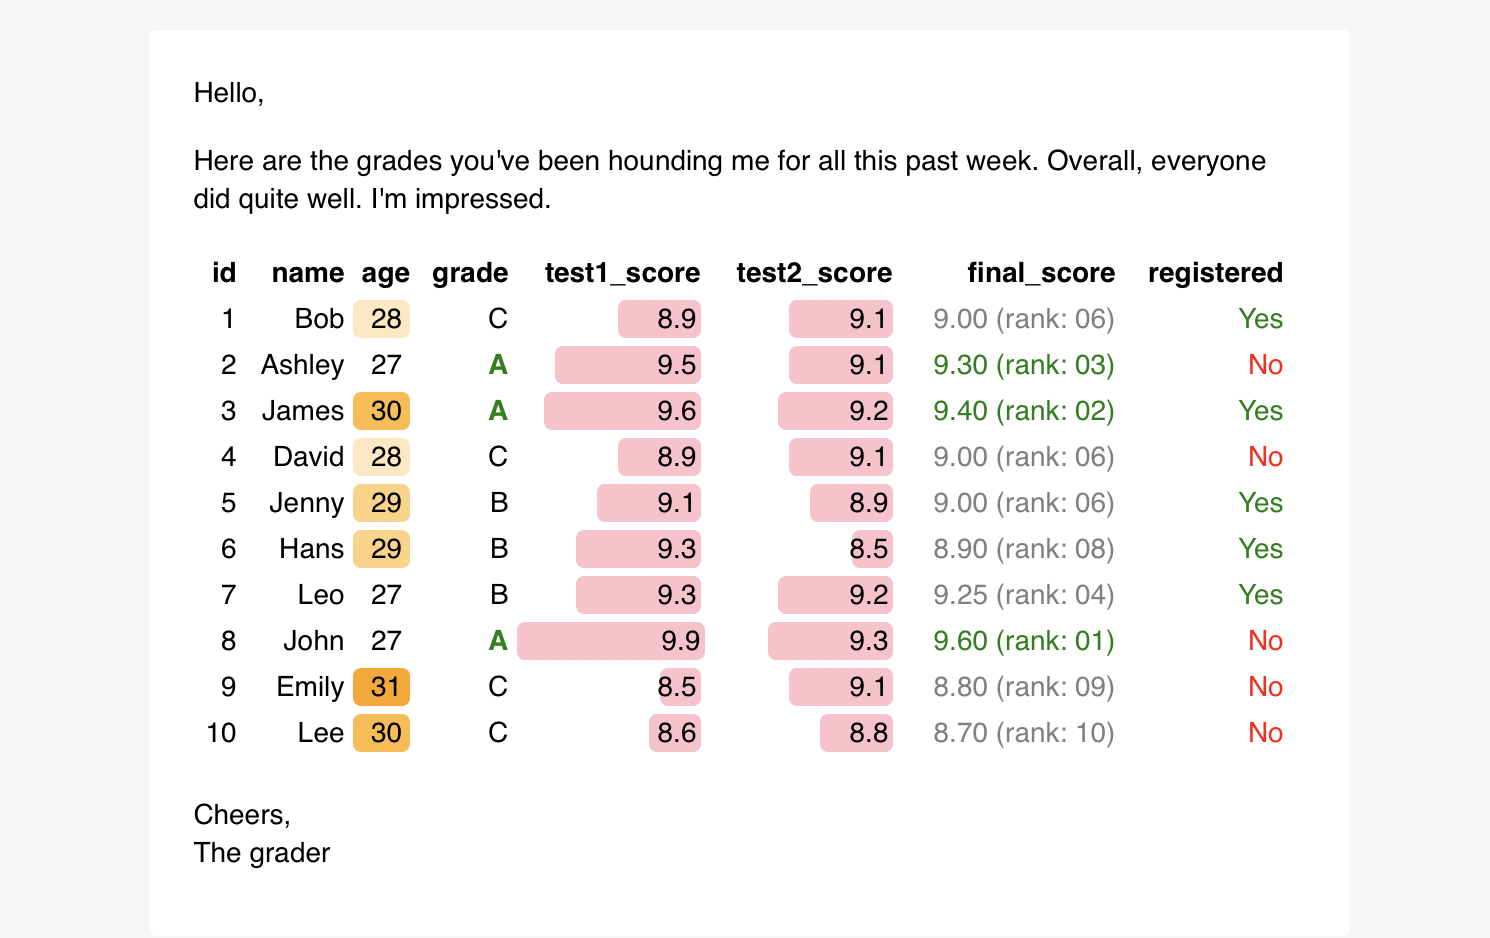 Hello,
Here are the grades you've been hounding me for all this past week. Overall, everyone
did quite well. I'm impressed.
id name age grade test1_score test2_score final_score registered
1 Bob 28 C 8.9 9.1 9.00 (rank: 06) Yes
2 Ashley 27 A 9.5 9.1 9.30 (rank: 03) No
3 James 30 A 9.6 9.2 9.40 (rank: 02) Yes
4 David 28 C 8.9 9.1 9.00 (rank: 06) No
5 Jenny 29 B 9.1 8.9 9.00 (rank: 06) Yes
6 Hans 29 B 9.3 8.5 8.90 (rank: 08) Yes
7 Leo 27 B 9.3 9.2 9.25 (rank: 04) Yes
8 John 27 A 9.9 9.3 9.60 (rank: 01) No
9 Emily 31 C 8.5 9.1 8.80 (rank: 09) No
10 Lee 30 C 8.6 8.8 8.70 (rank: 10) No
Cheers,
The grader